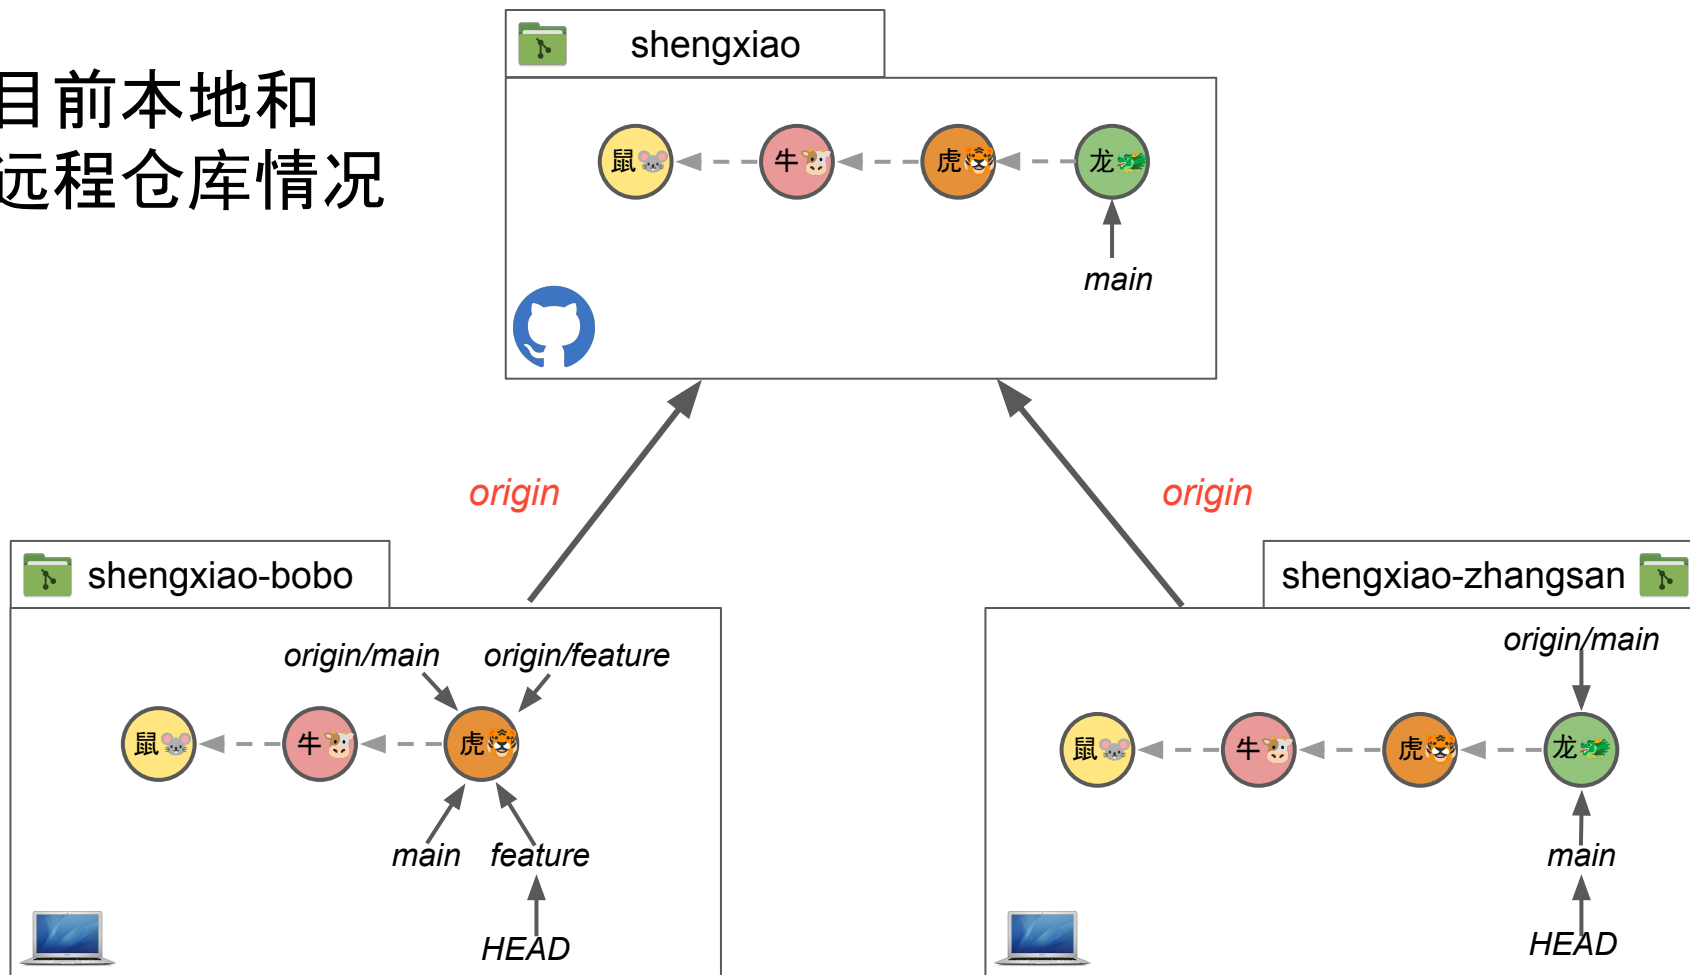 目前本地和
远程仓库情况
shengxiao
鼠 牛 虎 龙
main
origin origin
shengxiao-bobo
origin/main origin/feature
鼠 牛 虎
main feature
HEAD
shengxiao-zhangsan
origin/main
鼠 牛 虎 龙
main
HEAD